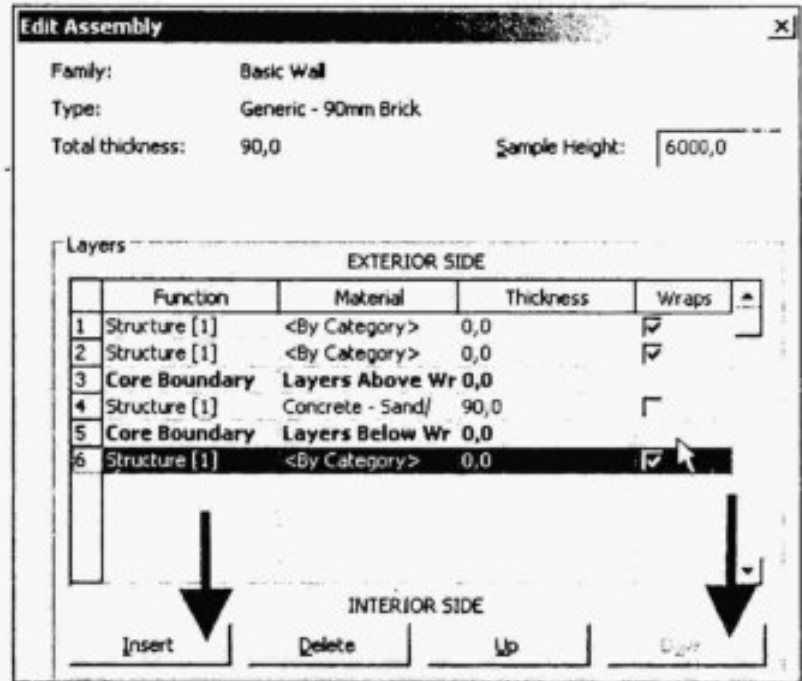 Edit Assembly
Family: Basic Wall
Type: Generic - 90mm Brick
Total thickness: 90,0 Sample Height: 6000,0
Layers
EXTERIOR SIDE
Function Material Thickness Wraps
1 Structure [1] <By Category> 0,0
2 Structure [1] <By Category> 0,0
3 Core Boundary Layers Above Wr 0,0
4 Structure [1] Concrete - Sand/ 90,0
5 Core Boundary Layers Below Wr 0,0
6 Structure [1] <By Category> 0,0
INTERIOR SIDE
Insert Delete Up